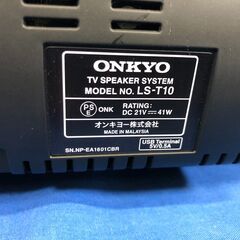 ONKYO
TV SPEAKER SYSTEM
MODEL NO. LS-T10
PS
E
ONK
RATING:
DC 21V⎓41W
オンキヨー株式会社
MADE IN MALAYSIA
USB Terminal
5V/0.5A
SN.NP-EA1601CBR